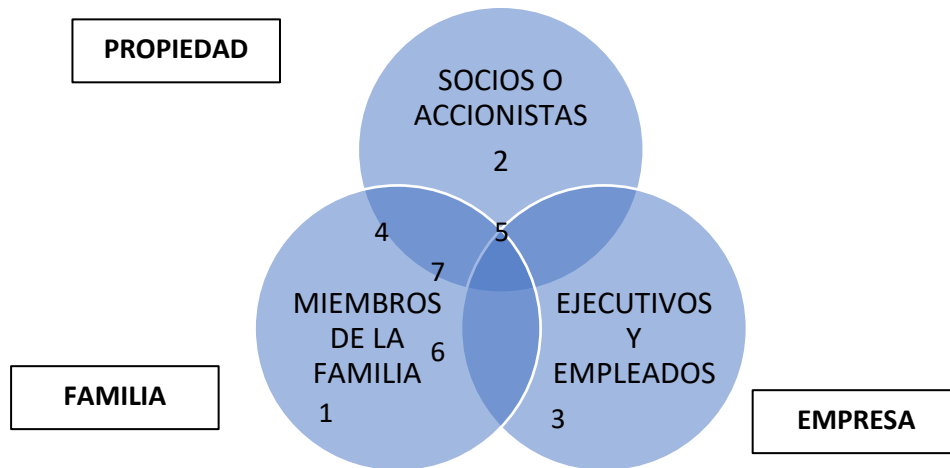 PROPIEDAD
SOCIOS O
ACCIONISTAS
2
4
5
7
MIEMBROS
DE LA
FAMILIA
6
1
EJECUTIVOS
Y
EMPLEADOS
3
FAMILIA
EMPRESA